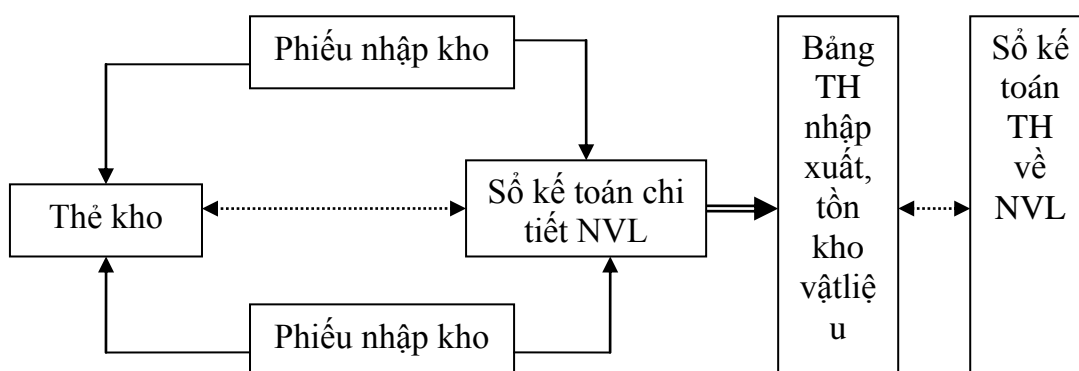 Phiếu nhập kho
Thẻ kho
Sổ kế toán chi
tiết NVL
Phiếu nhập kho
Bảng
TH
nhập
xuất,
tồn
kho
vậtliệ
u
Sổ kế
toán
TH
về
NVL